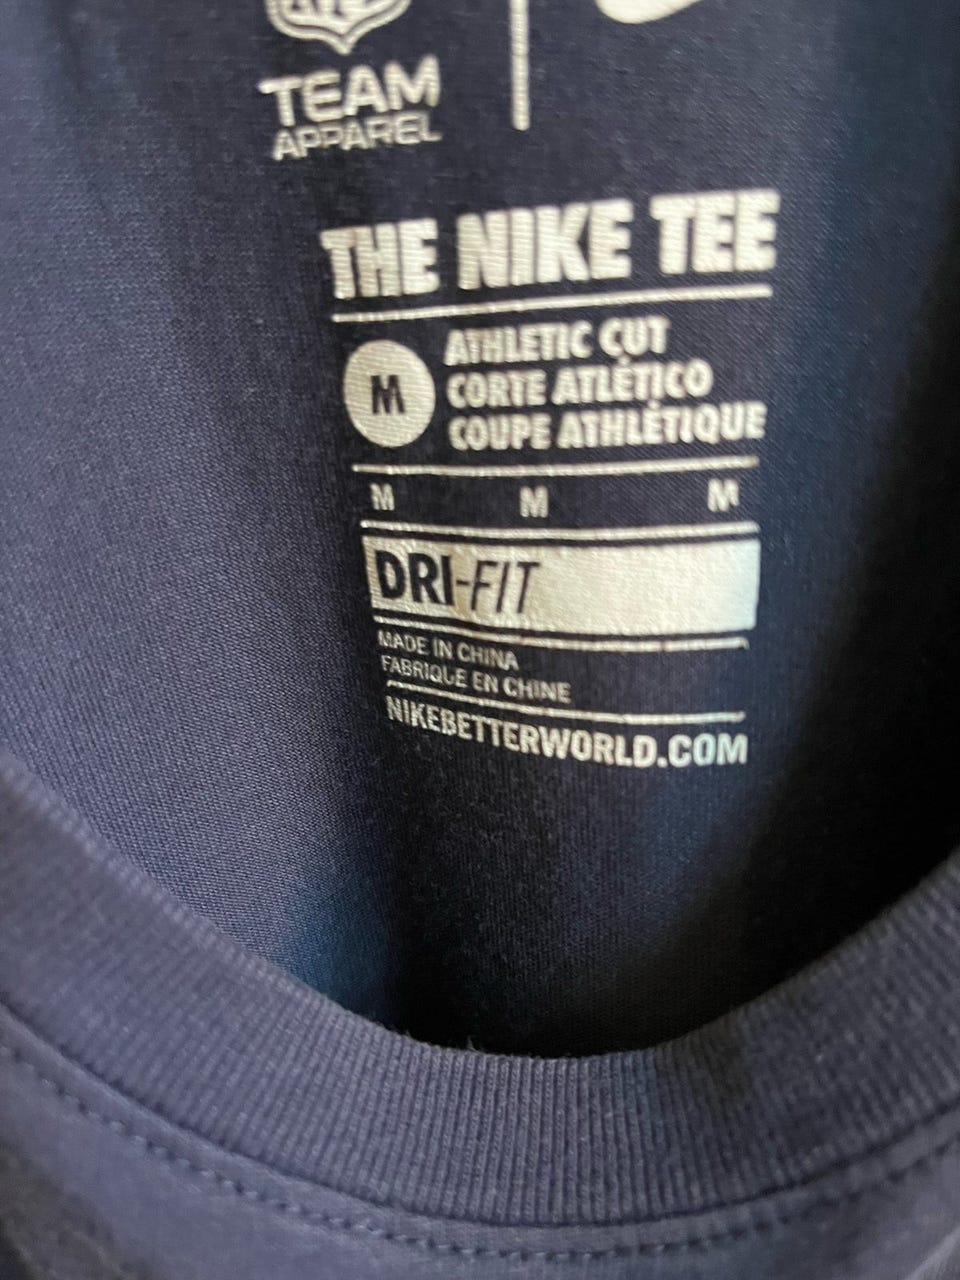 TEAM
APPAREL
THE NIKE TEE
M
ATHLETIC CUT
CORTE ATLÉTICO
COUPE ATHLÉTIQUE
M M M
DRI-FIT
MADE IN CHINA
FABRIQUE EN CHINE
NIKEBETTERWORLD.COM